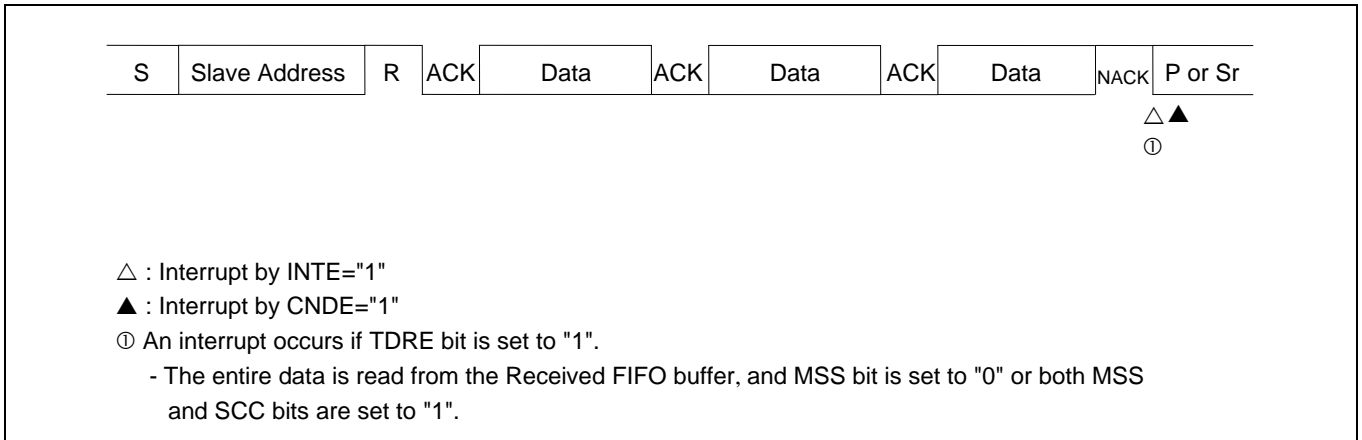 S Slave Address R ACK Data ACK Data ACK Data NACK P or Sr
△ ▲
①
△ : Interrupt by INTE="1"
▲ : Interrupt by CNDE="1"
① An interrupt occurs if TDRE bit is set to "1".
- The entire data is read from the Received FIFO buffer, and MSS bit is set to "0" or both MSS
and SCC bits are set to "1".